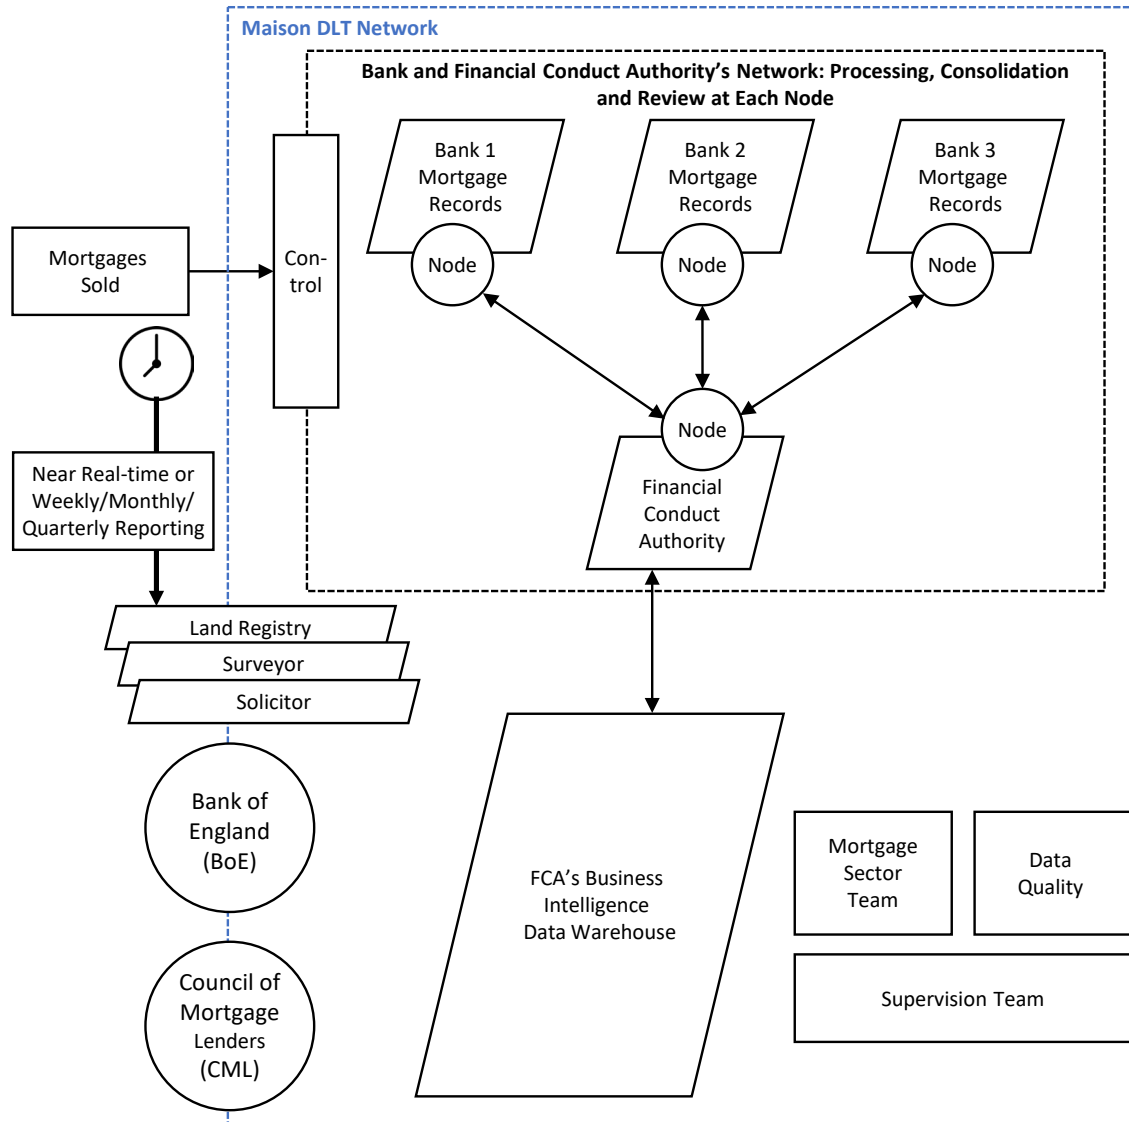 Maison DLT Network
Bank and Financial Conduct Authority’s Network: Processing, Consolidation
and Review at Each Node
Bank 1
Mortgage
Records
Node
Bank 2
Mortgage
Records
Node
Bank 3
Mortgage
Records
Node
Mortgages
Sold
Con-
trol
Node
Financial
Conduct
Authority
Near Real-time or
Weekly/Monthly/
Quarterly Reporting
Land Registry
Surveyor
Solicitor
Bank of
England
(BoE)
Council of
Mortgage
Lenders
(CML)
FCA’s Business
Intelligence
Data Warehouse
Mortgage
Sector
Team
Data
Quality
Supervision Team